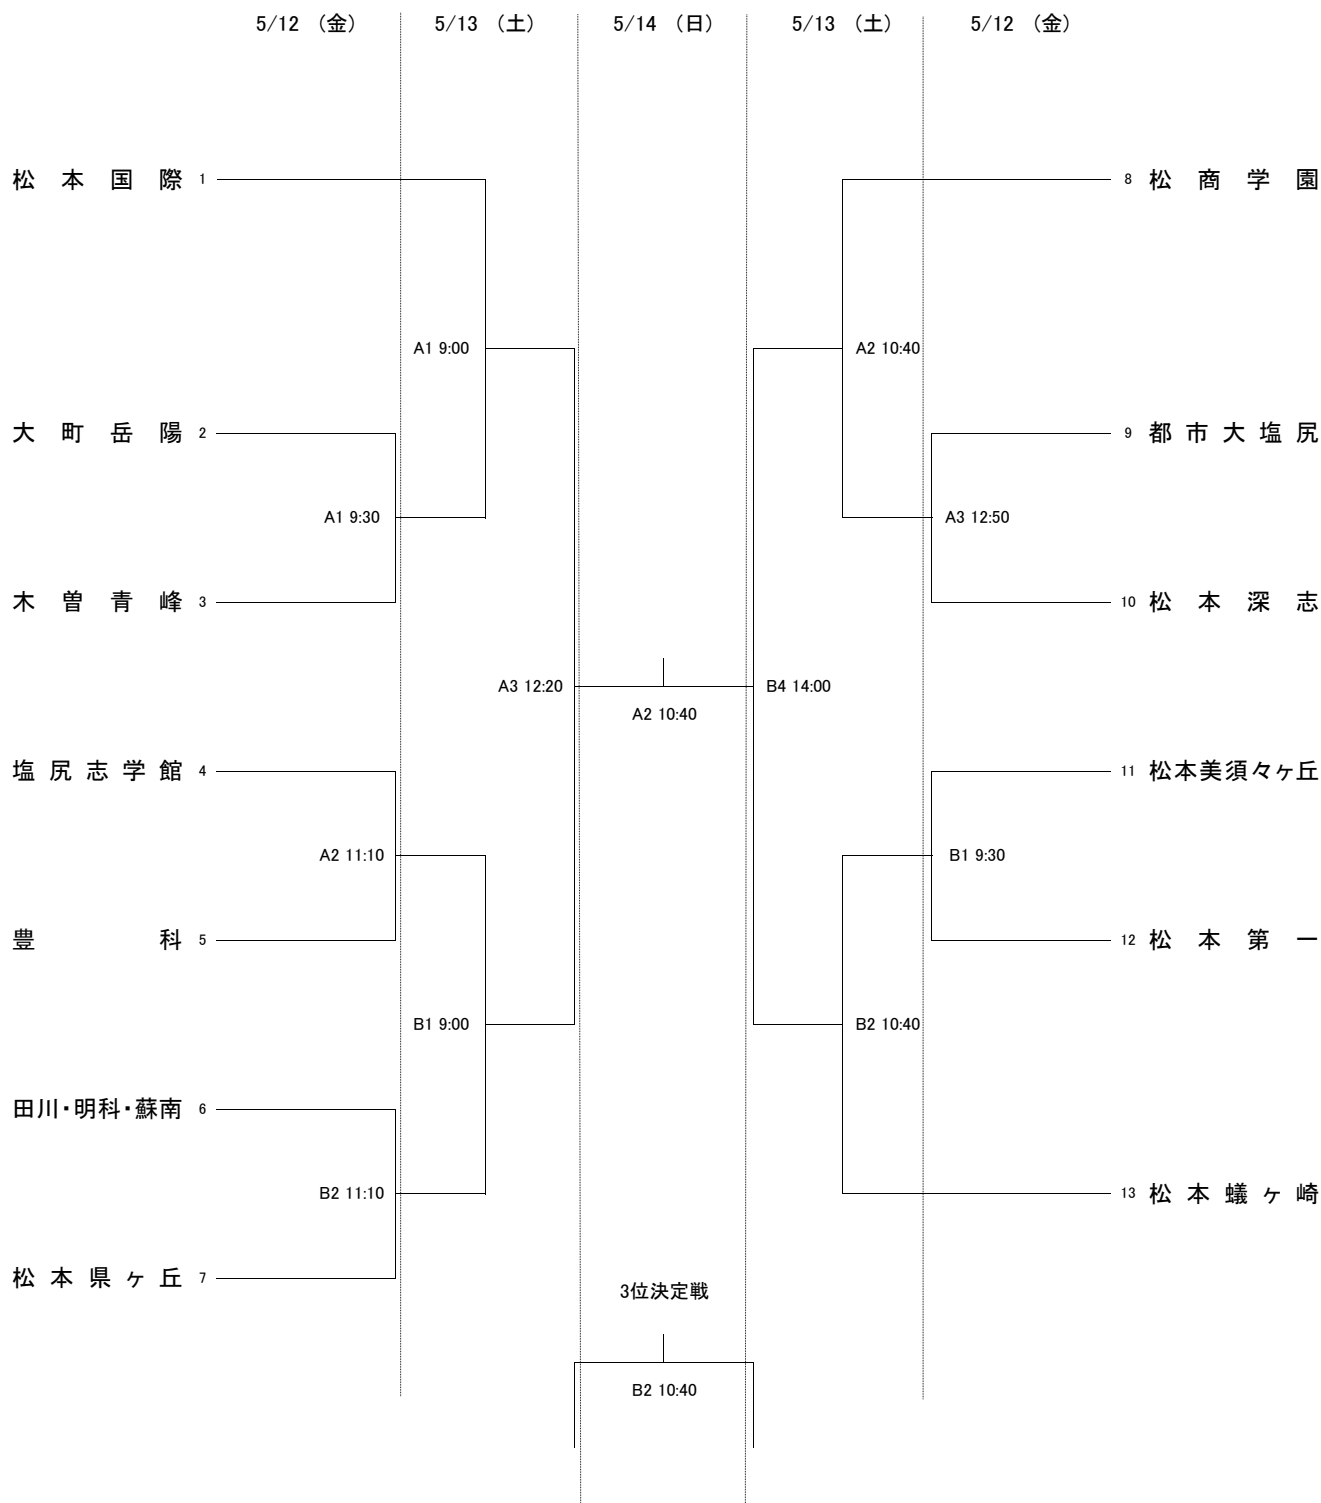 5/12 （金） 5/13 （土） 5/14 （日） 5/13 （土） 5/12 （金）
松本国際 1 8 松商学園
A1 9:00 A2 10:40
大町岳陽 2 9 都市大塩尻
A1 9:30 A3 12:50
木曽青峰 3 10 松本深志
A3 12:20 B4 14:00
A2 10:40
塩尻志学館 4 11 松本美須々ヶ丘
A2 11:10 B1 9:30
豊科 5 12 松本第一
B1 9:00 B2 10:40
田川・明科・蘇南 6
B2 11:10 13 松本蟻ヶ崎
松本県ヶ丘 7
3位決定戦
B2 10:40